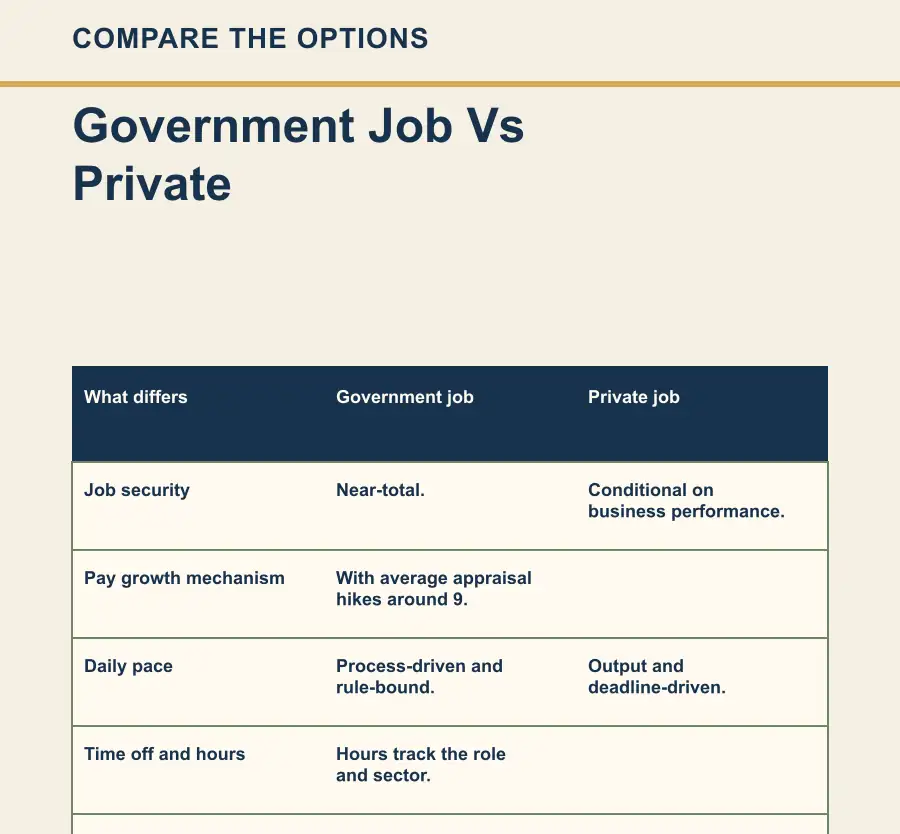 COMPARE THE OPTIONS
Government Job Vs
Private
What differs
Government job
Private job
Job security
Near-total.
Conditional on
business performance.
Pay growth mechanism
With average appraisal
hikes around 9.
Daily pace
Process-driven and
rule-bound.
Output and
deadline-driven.
Time off and hours
Hours track the role
and sector.